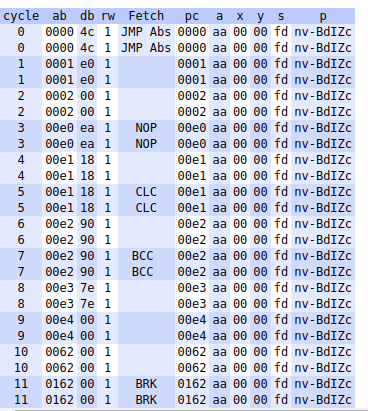 cycle ab db rw Fetch pc a x y s p
0 0000 4c 1 JMP Abs 0000 aa 00 00 fd nv-BdIZc
0 0000 4c 1 JMP Abs 0000 aa 00 00 fd nv-BdIZc
1 0001 e0 1 0001 aa 00 00 fd nv-BdIZc
1 0001 e0 1 0001 aa 00 00 fd nv-BdIZc
2 0002 00 1 0002 aa 00 00 fd nv-BdIZc
2 0002 00 1 0002 aa 00 00 fd nv-BdIZc
3 00e0 ea 1 NOP 00e0 aa 00 00 fd nv-BdIZc
3 00e0 ea 1 NOP 00e0 aa 00 00 fd nv-BdIZc
4 00e1 18 1 00e1 aa 00 00 fd nv-BdIZc
4 00e1 18 1 00e1 aa 00 00 fd nv-BdIZc
5 00e1 18 1 CLC 00e1 aa 00 00 fd nv-BdIZc
5 00e1 18 1 CLC 00e1 aa 00 00 fd nv-BdIZc
6 00e2 90 1 00e2 aa 00 00 fd nv-BdIZc
6 00e2 90 1 00e2 aa 00 00 fd nv-BdIZc
7 00e2 90 1 BCC 00e2 aa 00 00 fd nv-BdIZc
7 00e2 90 1 BCC 00e2 aa 00 00 fd nv-BdIZc
8 00e3 7e 1 00e3 aa 00 00 fd nv-BdIZc
8 00e3 7e 1 00e3 aa 00 00 fd nv-BdIZc
9 00e4 00 1 00e4 aa 00 00 fd nv-BdIZc
9 00e4 00 1 00e4 aa 00 00 fd nv-BdIZc
10 0062 00 1 0062 aa 00 00 fd nv-BdIZc
10 0062 00 1 0062 aa 00 00 fd nv-BdIZc
11 0162 00 1 BRK 0162 aa 00 00 fd nv-BdIZc
11 0162 00 1 BRK 0162 aa 00 00 fd nv-BdIZc